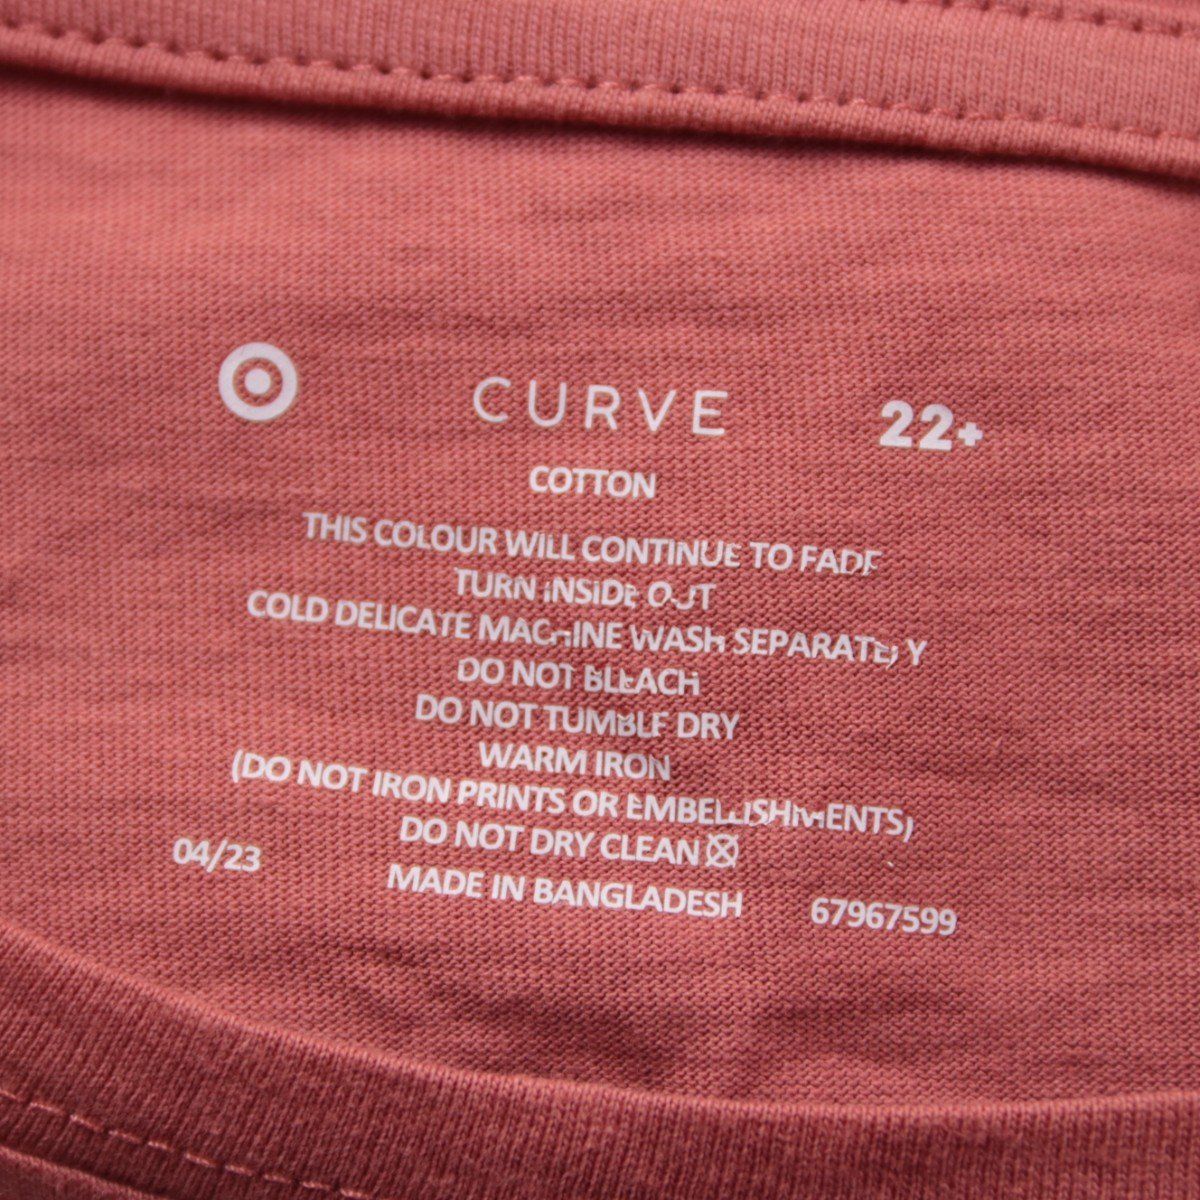 CURVE 22+
COTTON
THIS COLOUR WILL CONTINUE TO FADE
TURN INSIDE OUT
COLD DELICATE MACHINE WASH SEPARATELY
DO NOT BLEACH
DO NOT TUMBLE DRY
WARM IRON
(DO NOT IRON PRINTS OR EMBELLISHMENTS)
DO NOT DRY CLEAN
04/23 MADE IN BANGLADESH 67967599